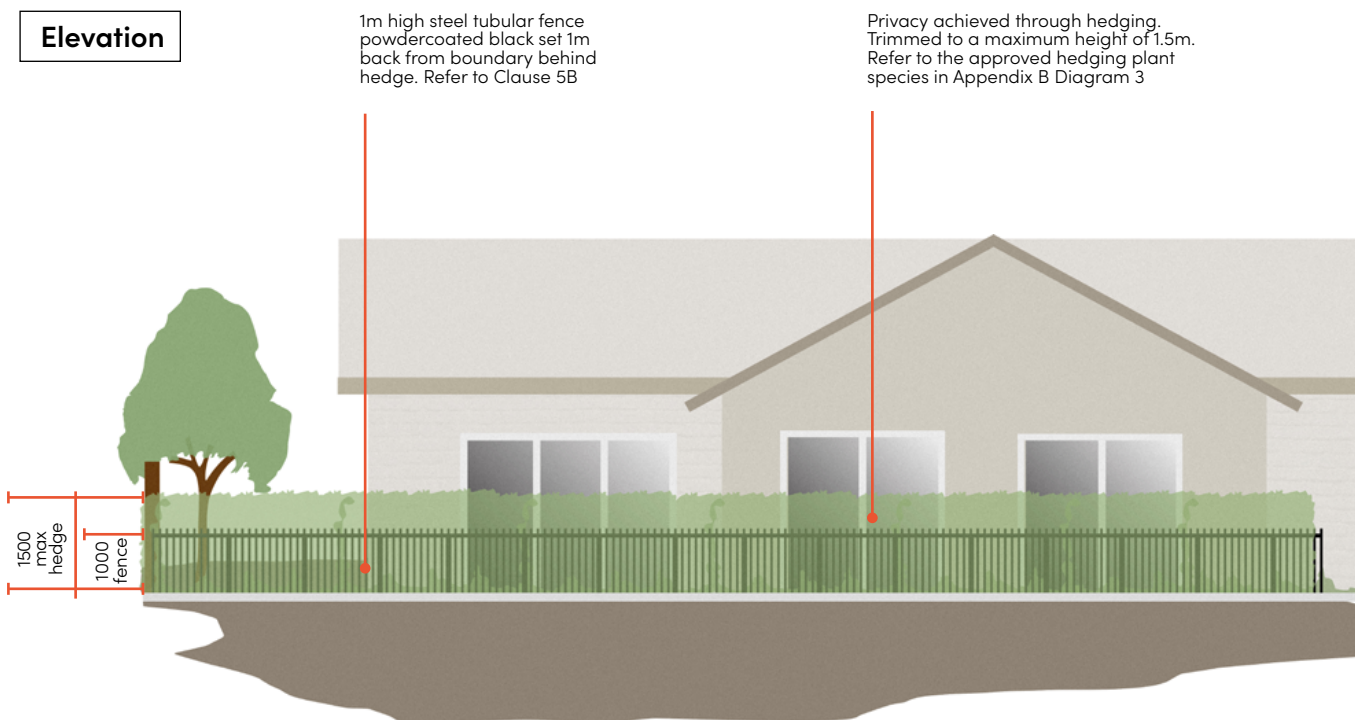 Elevation
1m high steel tubular fence
powdercoated black set 1m
back from boundary behind
hedge. Refer to Clause 5B
Privacy achieved through hedging.
Trimmed to a maximum height of 1.5m.
Refer to the approved hedging plant
species in Appendix B Diagram 3
1500
max
hedge
1000
fence